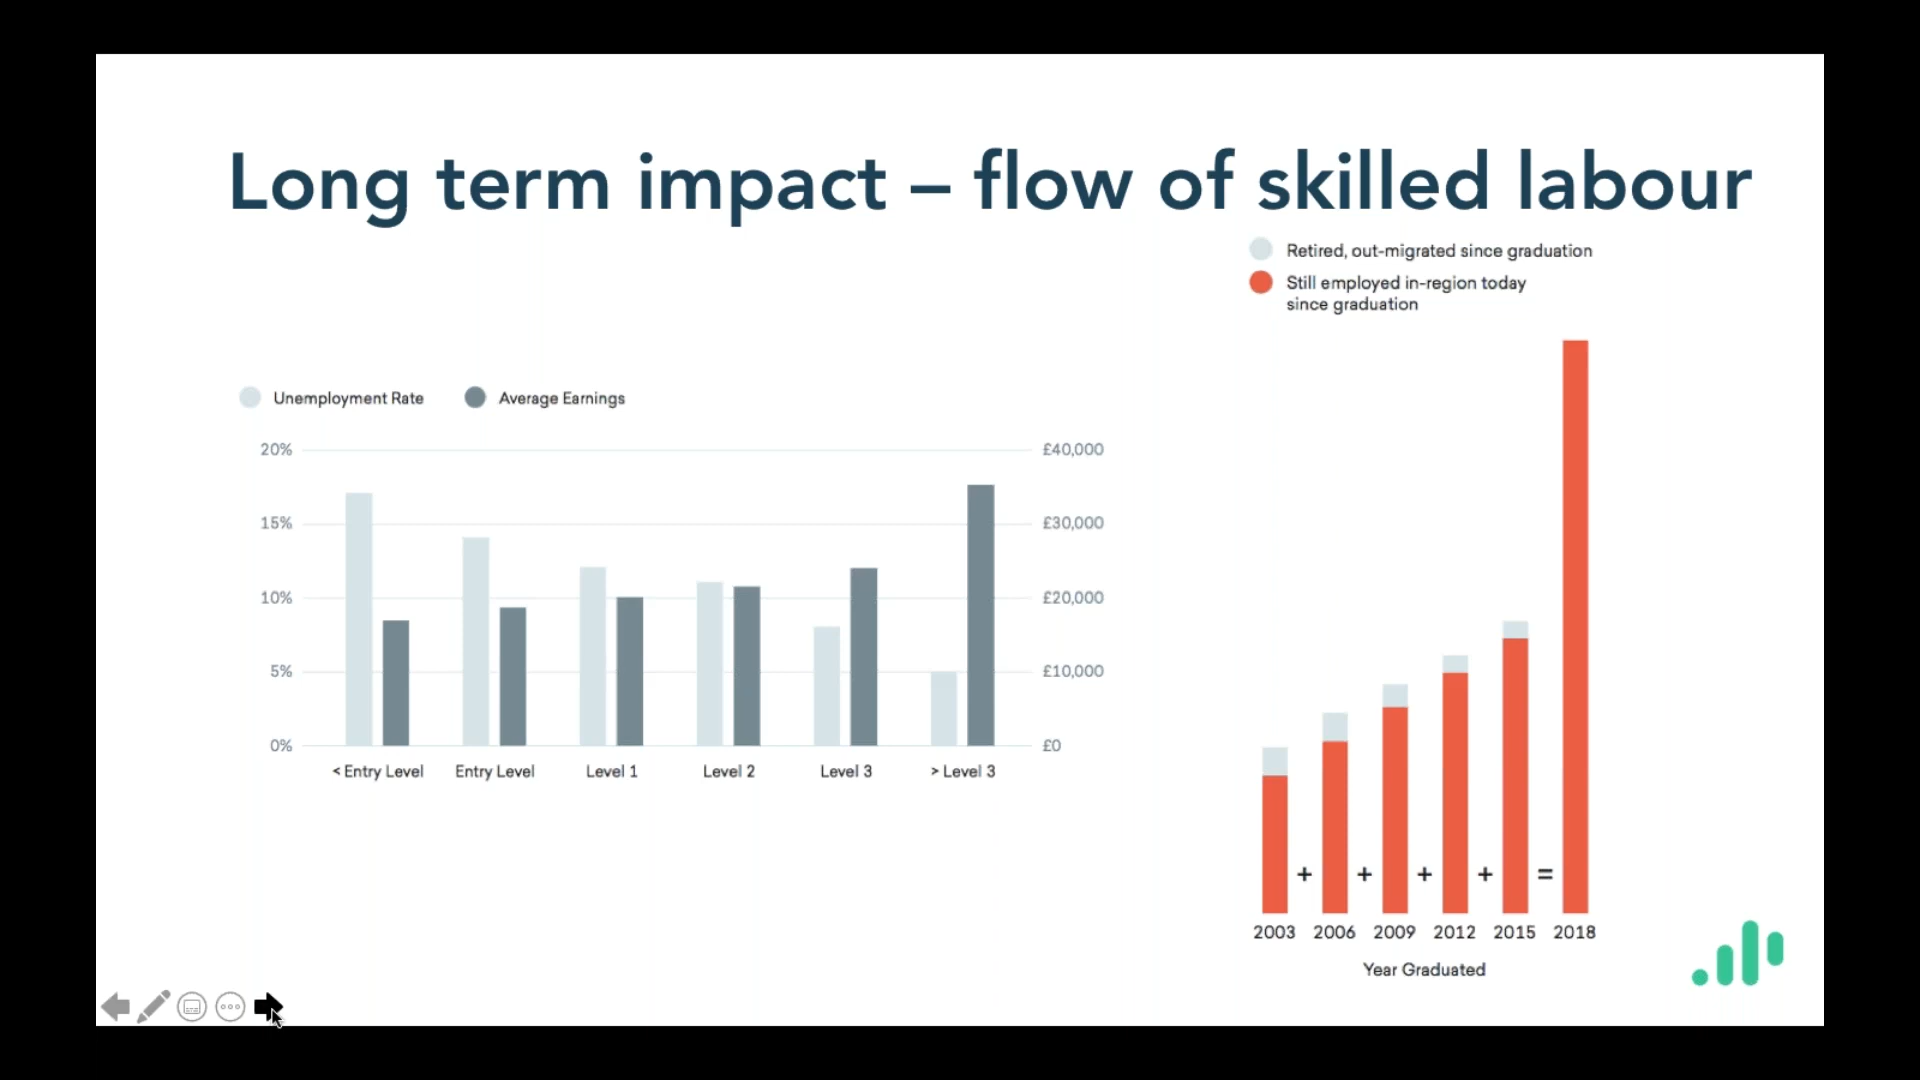 Long term impact – flow of skilled labour
Retired, out-migrated since graduation
Still employed in-region today
since graduation
Unemployment Rate
Average Earnings
20%
£40,000
15%
£30,000
10%
£20,000
5%
£10,000
0%
£0
< Entry Level
Entry Level
Level 1
Level 2
Level 3
> Level 3
+ + + + =
2003 2006 2009 2012 2015 2018
Year Graduated